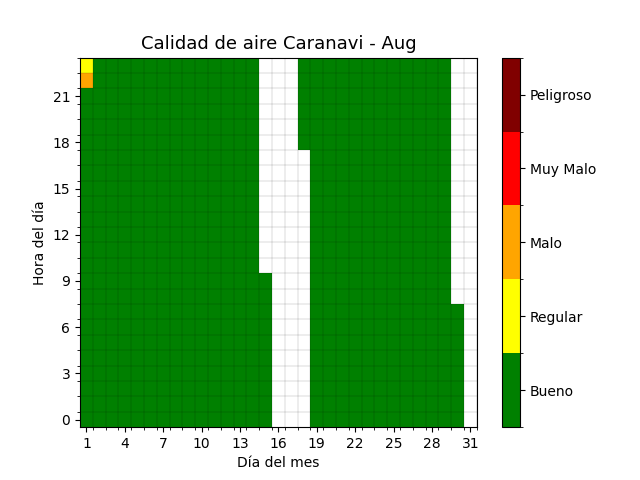 Calidad de aire Caranavi - Aug
Hora del día
21
18
15
12
9
6
3
0
1 4 7 10 13 16 19 22 25 28 31
Día del mes
Peligroso
Muy Malo
Malo
Regular
Bueno